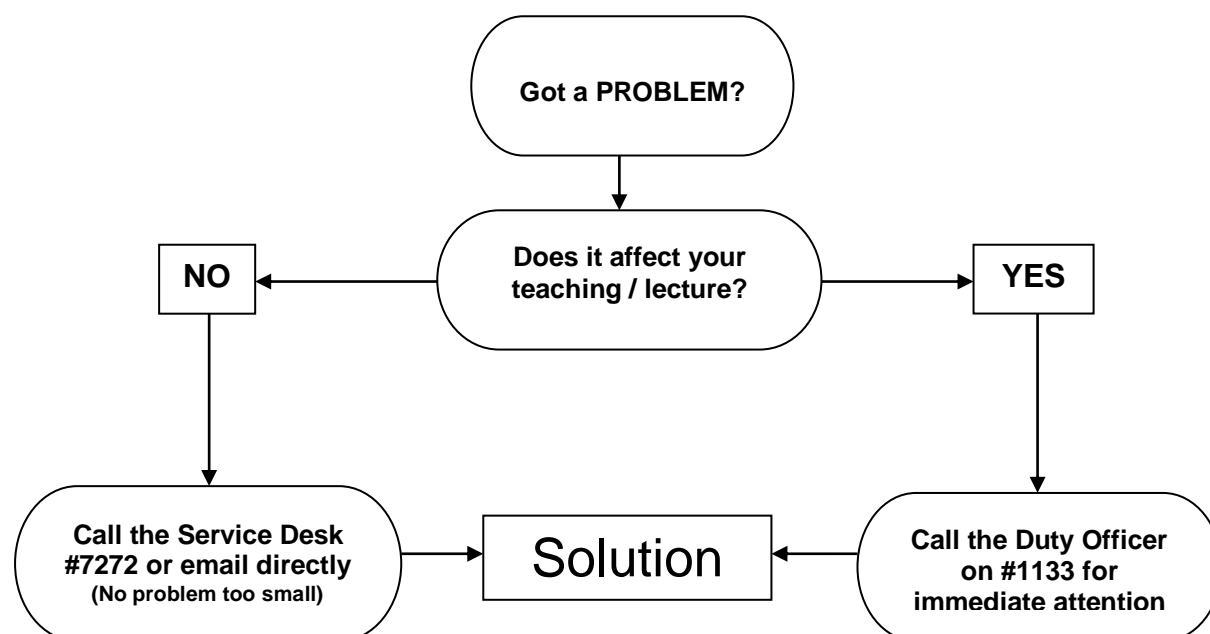 Got a PROBLEM?
Does it affect your
teaching / lecture?
NO
YES
Call the Service Desk
#7272 or email directly
(No problem too small)
Solution
Call the Duty Officer
on #1133 for
immediate attention